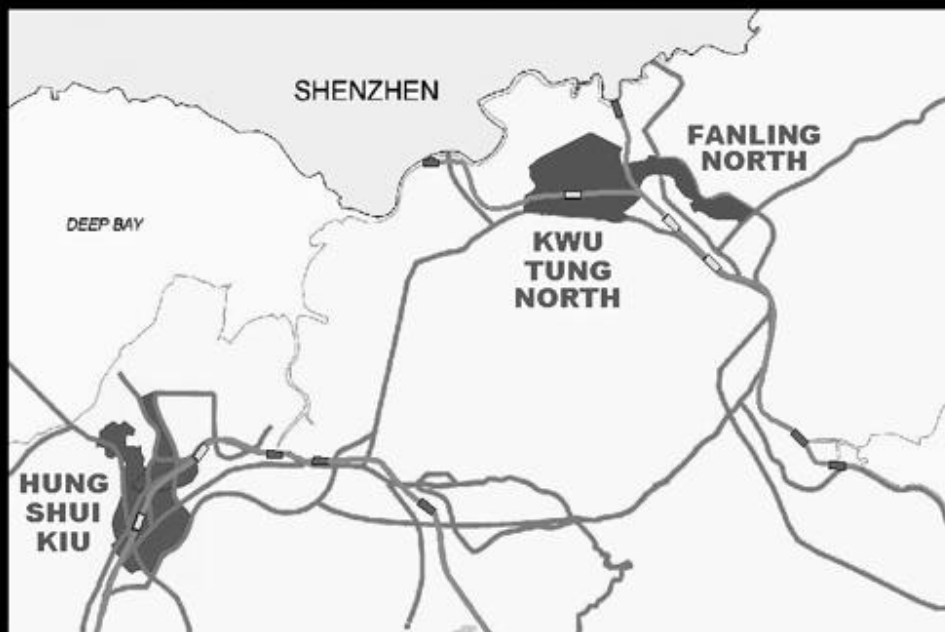 SHENZHEN
FANLING
NORTH
DEEP BAY
KWU
TUNG
NORTH
HUNG
SHUI
KIU